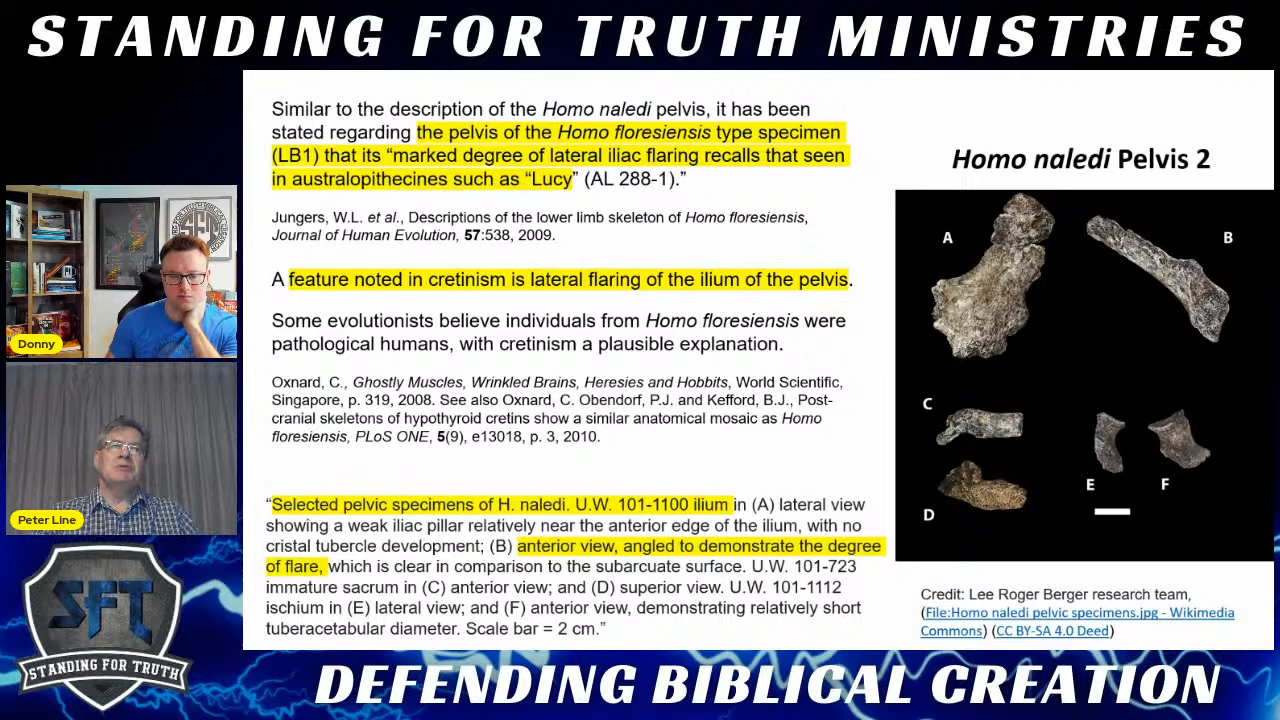 STANDING FOR TRUTH MINISTRIES
Similar to the description of the Homo naledi pelvis, it has been
stated regarding the pelvis of the Homo floresiensis type specimen
(LB1) that its “marked degree of lateral iliac flaring recalls that seen
in australopithecines such as “Lucy” (AL 288-1).”
Jungers, W.L. et al., Descriptions of the lower limb skeleton of Homo floresiensis,
Journal of Human Evolution, 57:538, 2009.
A feature noted in cretinism is lateral flaring of the ilium of the pelvis.
Some evolutionists believe individuals from Homo floresiensis were
pathological humans, with cretinism a plausible explanation.
Oxnard, C., Ghostly Muscles, Wrinkled Brains, Heresies and Hobbits, World Scientific,
Singapore, p. 319, 2008. See also Oxnard, C. Obendorf, P.J. and Kefford, B.J., Post-
cranial skeletons of hypothyroid cretins show a similar anatomical mosaic as Homo
floresiensis, PLoS ONE, 5(9), e13018, p. 3, 2010.
“Selected pelvic specimens of H. naledi. U.W. 101-1100 ilium in (A) lateral view
showing a weak iliac pillar relatively near the anterior edge of the ilium, with no
cristal tubercle development; (B) anterior view, angled to demonstrate the degree
of flare, which is clear in comparison to the subarcuate surface. U.W. 101-723
immature sacrum in (C) anterior view; and (D) superior view. U.W. 101-1112
ischium in (E) lateral view; and (F) anterior view, demonstrating relatively short
tuberacetabular diameter. Scale bar = 2 cm.”
Homo naledi Pelvis 2
A
B
C
D
E
F
Credit: Lee Roger Berger research team,
(File:Homo naledi pelvic specimens.jpg - Wikimedia
Commons) (CC BY-SA 4.0 Deed)
Donny
Peter Line
SFT
STANDING FOR TRUTH
DEFENDING BIBLICAL CREATION